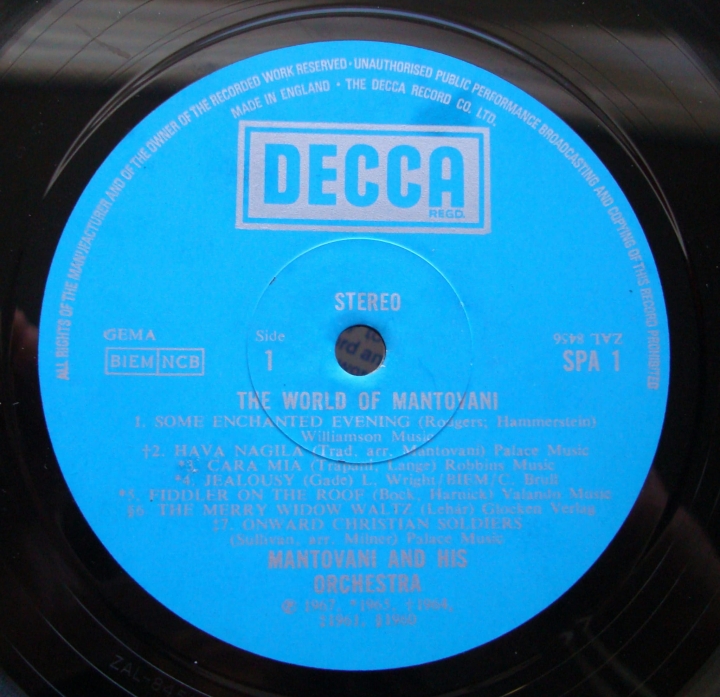 ALL RIGHTS OF THE MANUFACTURER AND OF THE OWNER OF THE RECORDED WORK RESERVED · UNAUTHORISED PUBLIC PERFORMANCE BROADCASTING AND COPYING OF THIS RECORD PROHIBITED
MADE IN ENGLAND · THE DECCA RECORD CO. LTD.
DECCA
REGD.
STEREO
GEMA
BIEM NCB
Side
1
ZAL 8456
SPA 1
THE WORLD OF MANTOVANI
1. SOME ENCHANTED EVENING (Rodgers; Hammerstein)
Williamson Music
†2. HAVA NAGILA (Trad. arr. Mantovani) Palace Music
*3. CARA MIA (Trapani, Lange) Robbins Music
*4. JEALOUSY (Gade) L. Wright/BIEM/C. Brüll
*5. FIDDLER ON THE ROOF (Bock, Harnick) Valando Music
§6. THE MERRY WIDOW WALTZ (Lehár) Glocken Verlag
‡7. ONWARD CHRISTIAN SOLDIERS
(Sullivan, arr. Milner) Palace Music
MANTOVANI AND HIS
ORCHESTRA
℗ 1967, *1965,
‡1961, §1960